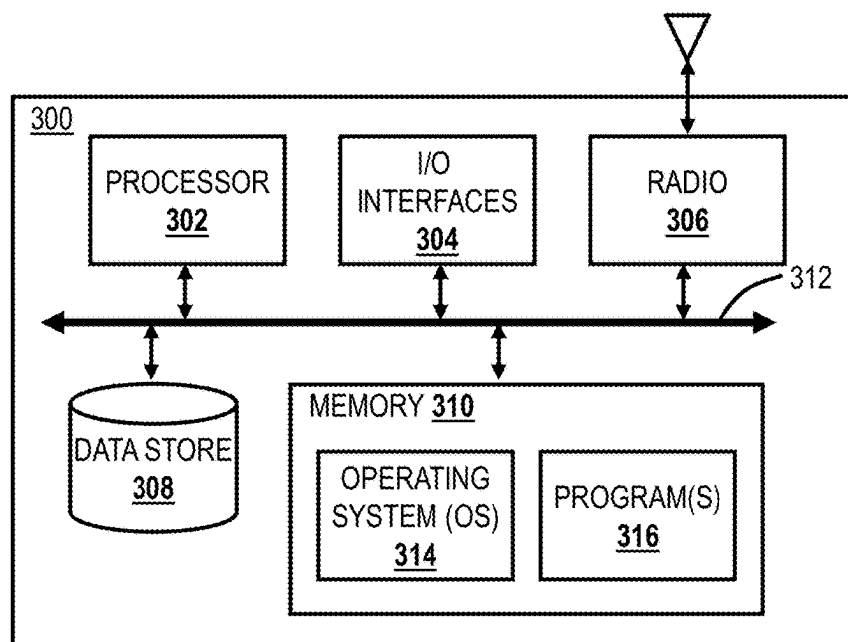 300
PROCESSOR
302
I/O
INTERFACES
304
RADIO
306
312
DATA STORE
308
MEMORY 310
OPERATING
SYSTEM (OS)
314
PROGRAM(S)
316